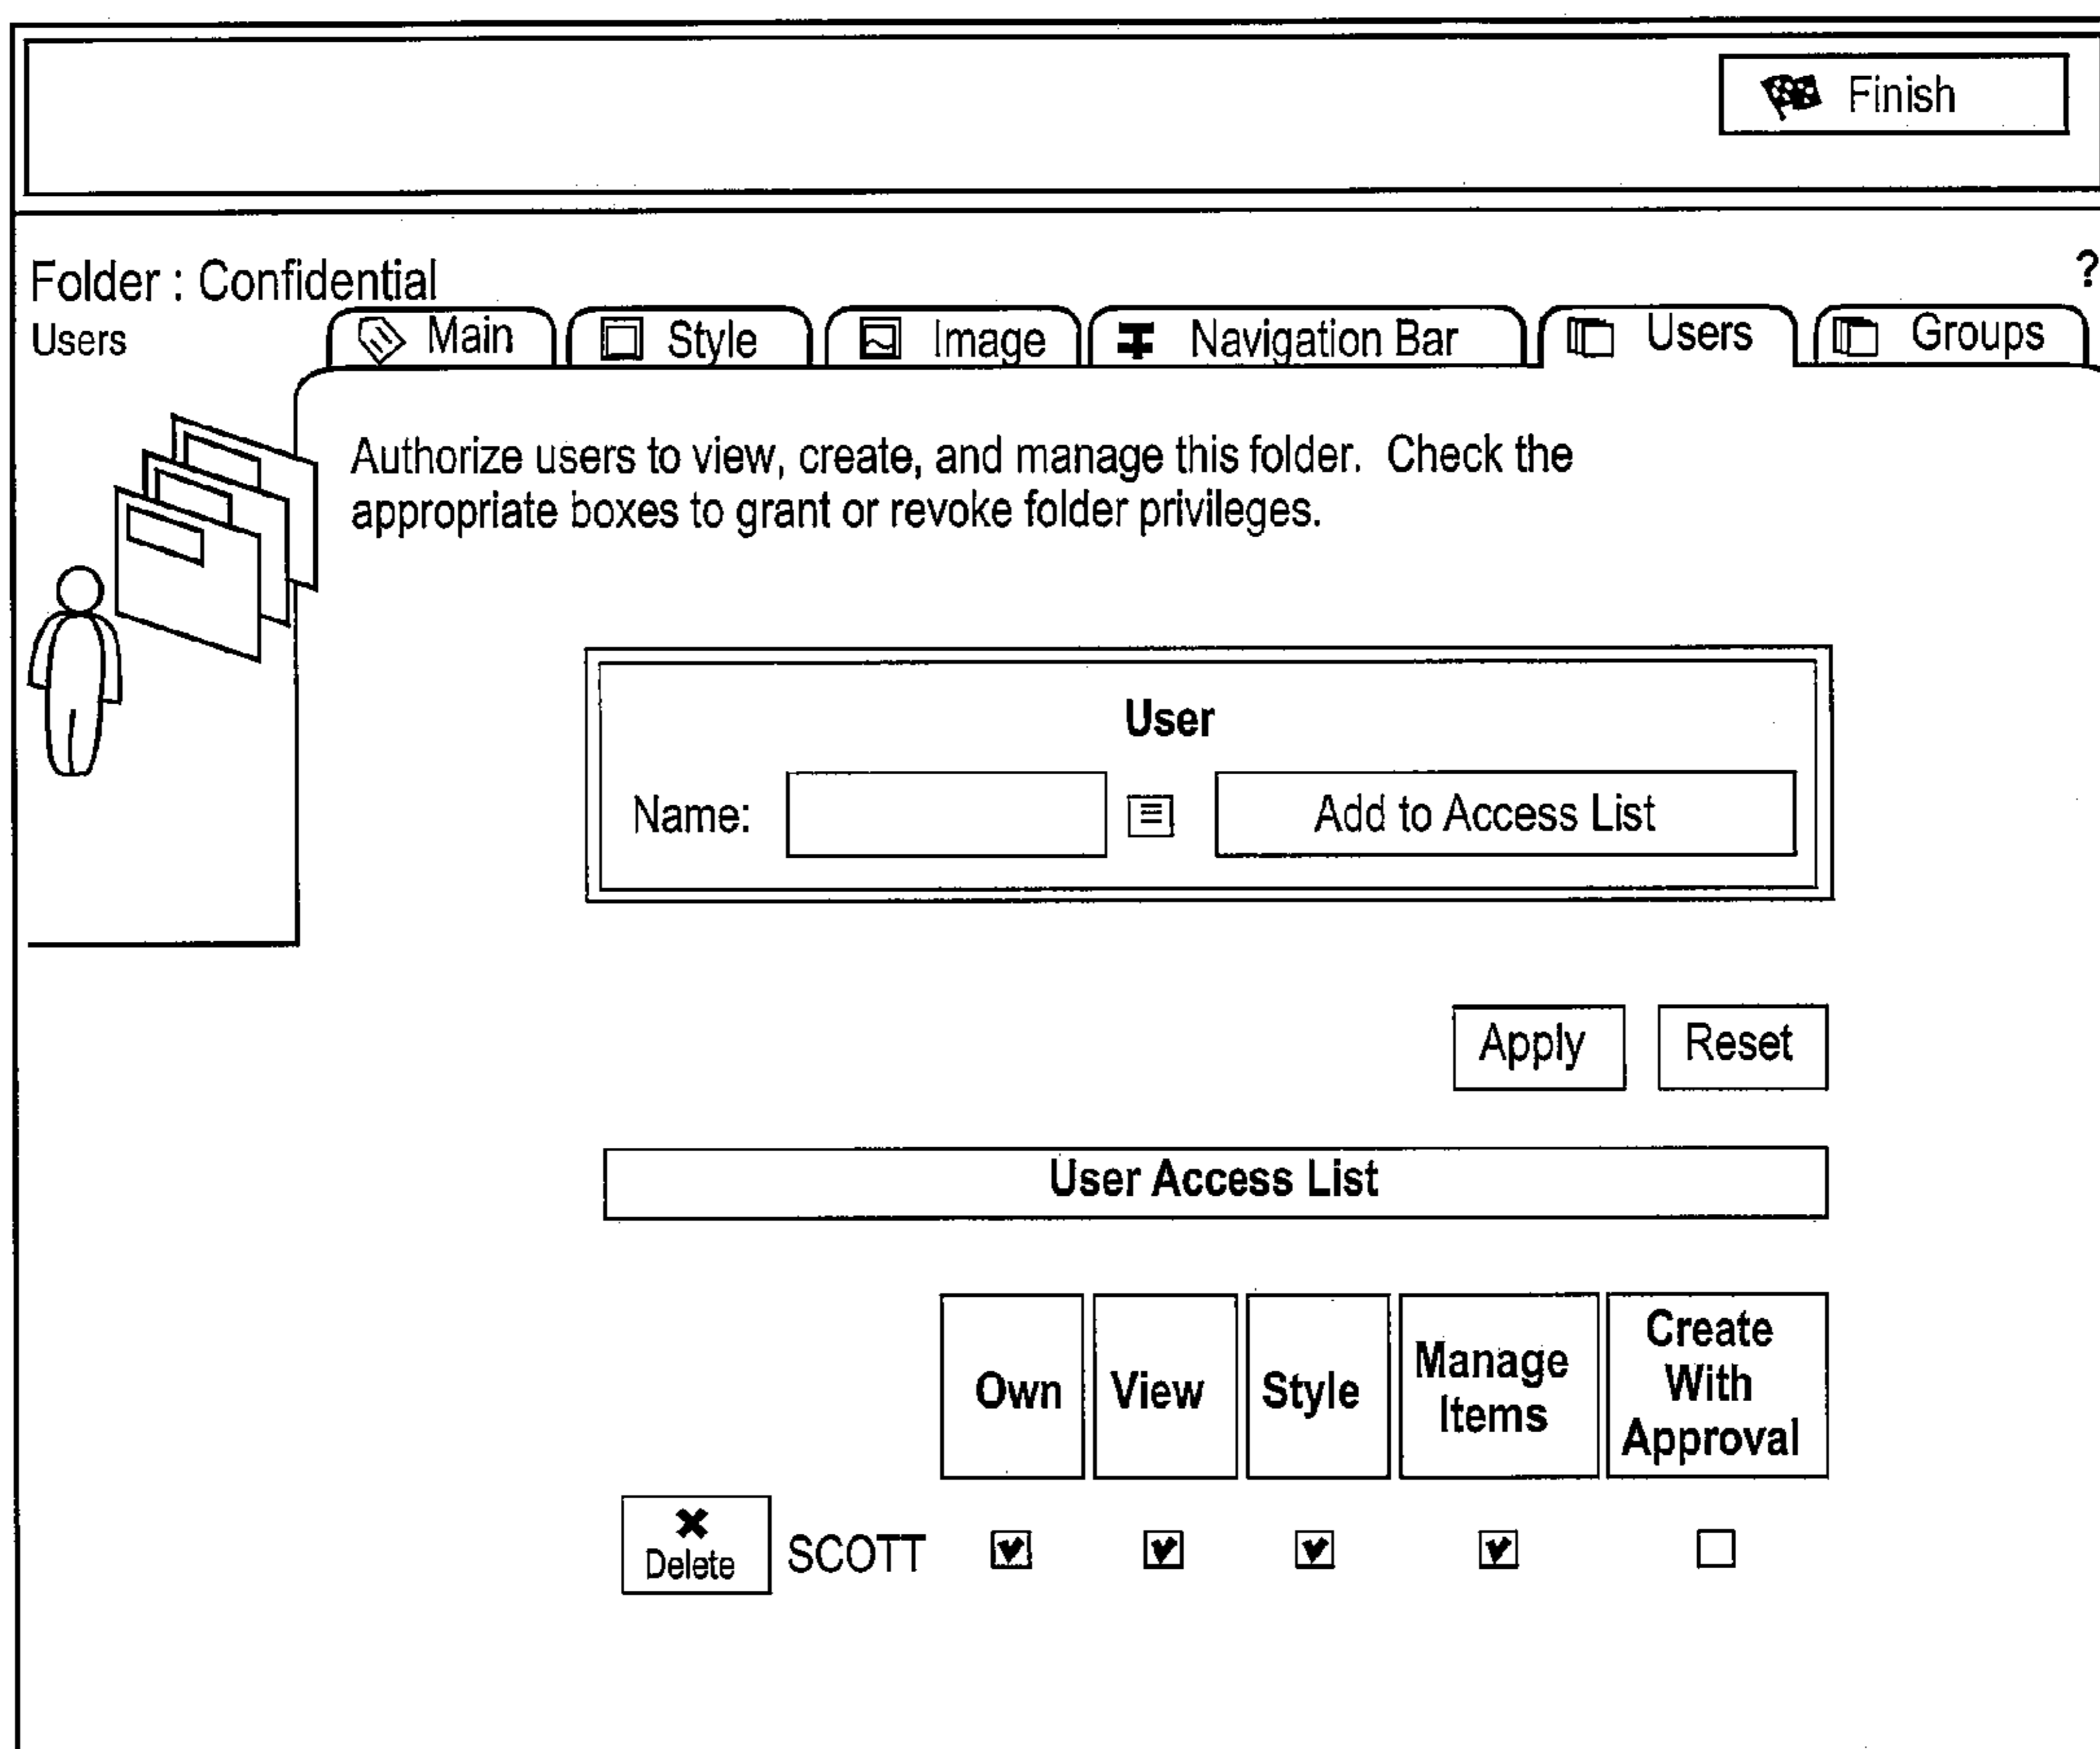 Finish
Folder : Confidential
?
Users
Main
Style
Image
Navigation Bar
Users
Groups
Authorize users to view, create, and manage this folder. Check the
appropriate boxes to grant or revoke folder privileges.
User
Name:
Add to Access List
Apply
Reset
User Access List
Own
View
Style
Manage
Items
Create
With
Approval
Delete
SCOTT